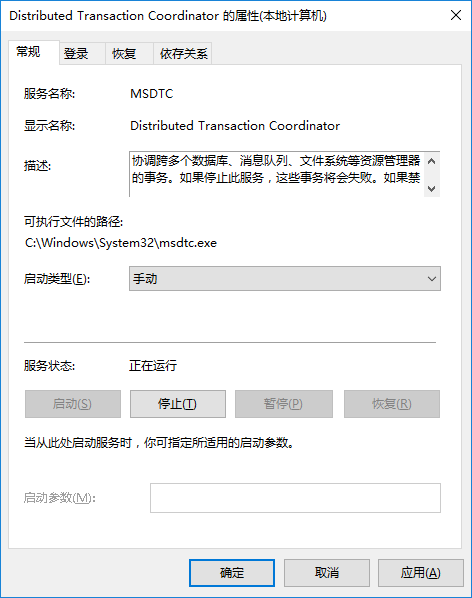 Distributed Transaction Coordinator 的属性(本地计算机)
常规 登录 恢复 依存关系
服务名称: MSDTC
显示名称: Distributed Transaction Coordinator
描述: 协调跨多个数据库、消息队列、文件系统等资源管理器
的事务。如果停止此服务，这些事务将会失败。如果禁
可执行文件的路径:
C:\Windows\System32\msdtc.exe
启动类型(E): 手动
服务状态: 正在运行
启动(S) 停止(T) 暂停(P) 恢复(R)
当从此处启动服务时，你可指定所适用的启动参数。
启动参数(M):
确定 取消 应用(A)